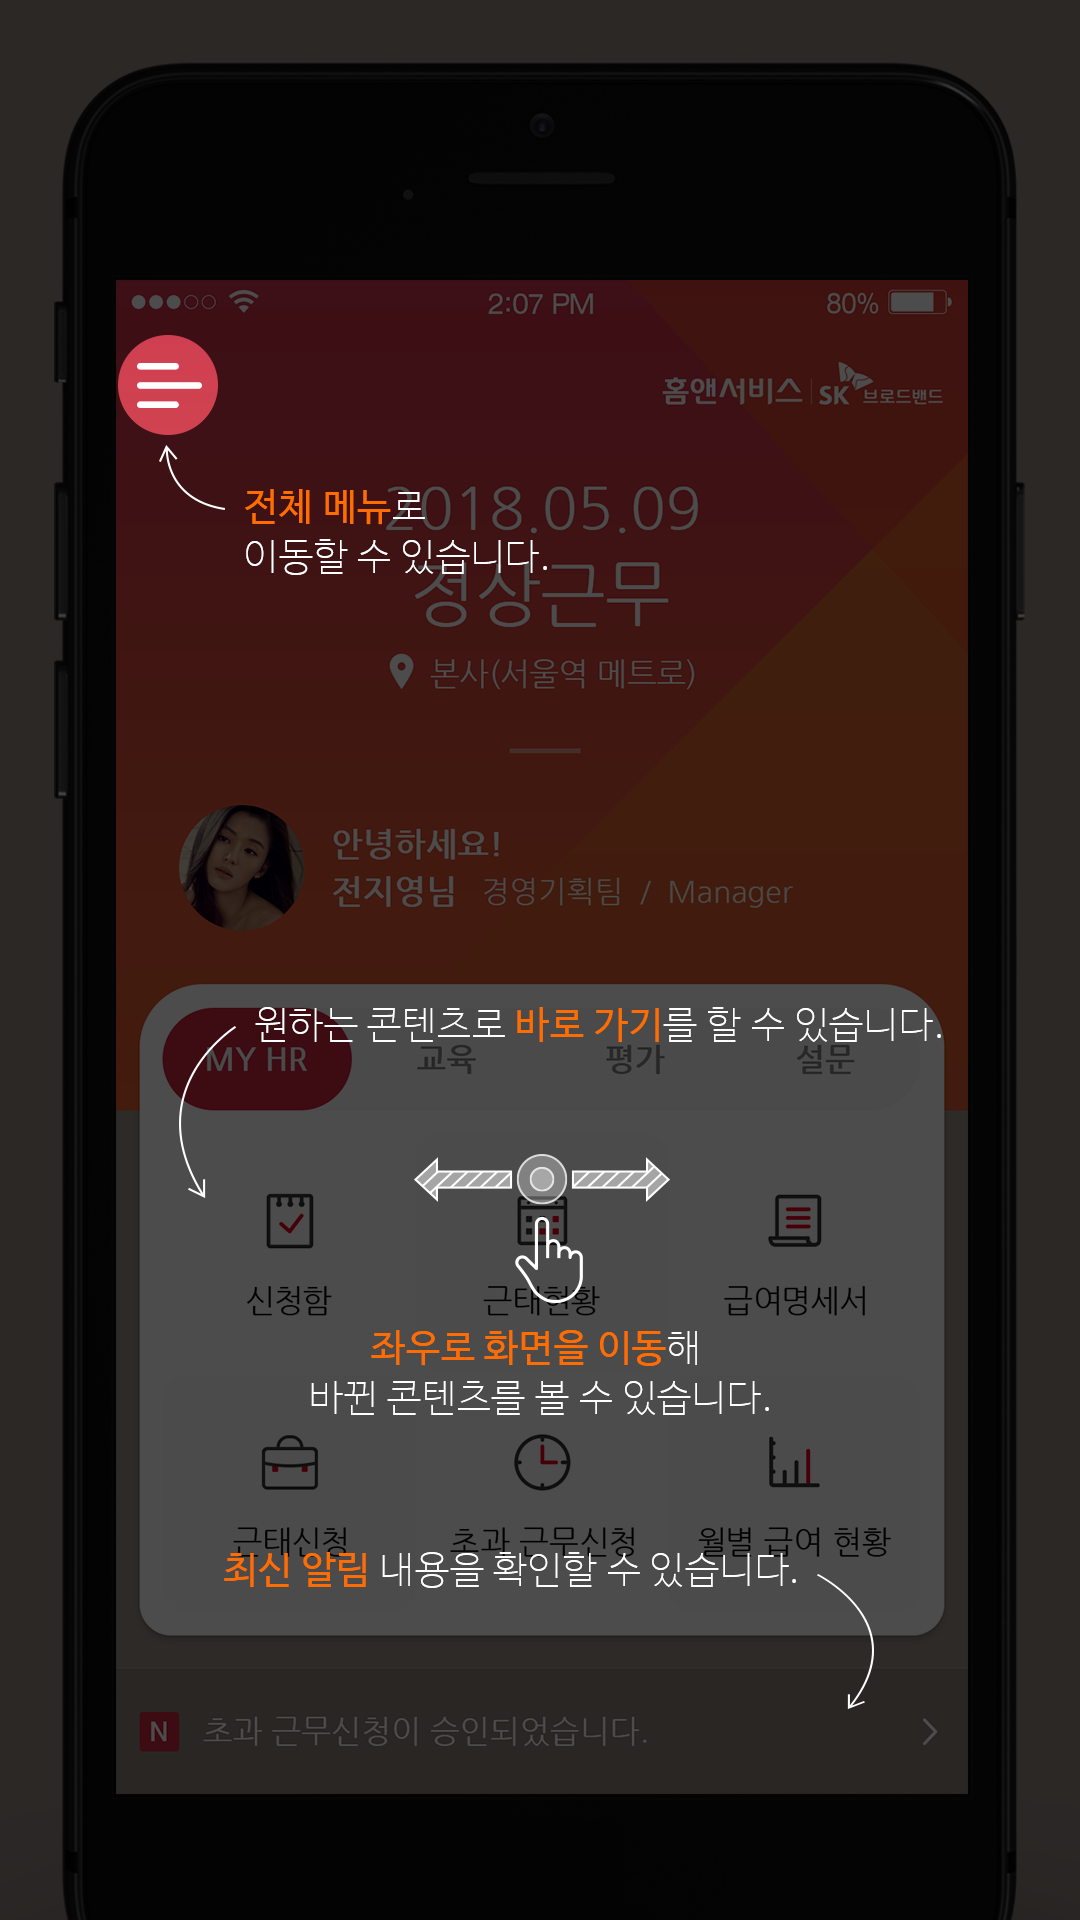 2:07 PM
80%
홈앤서비스
SK 브로드밴드
2018.05.09
전체 메뉴로
이동할 수 있습니다.
정상근무
본사(서울역 메트로)
안녕하세요!
전지영님 경영기획팀 / Manager
원하는 콘텐츠로 바로 가기를 할 수 있습니다.
MY HR 교육 평가 설문
신청함 근태현황 급여명세서
좌우로 화면을 이동해
바뀐 콘텐츠를 볼 수 있습니다.
근태신청 초과 근무신청 월별 급여 현황
최신 알림 내용을 확인할 수 있습니다.
N 초과 근무신청이 승인되었습니다.